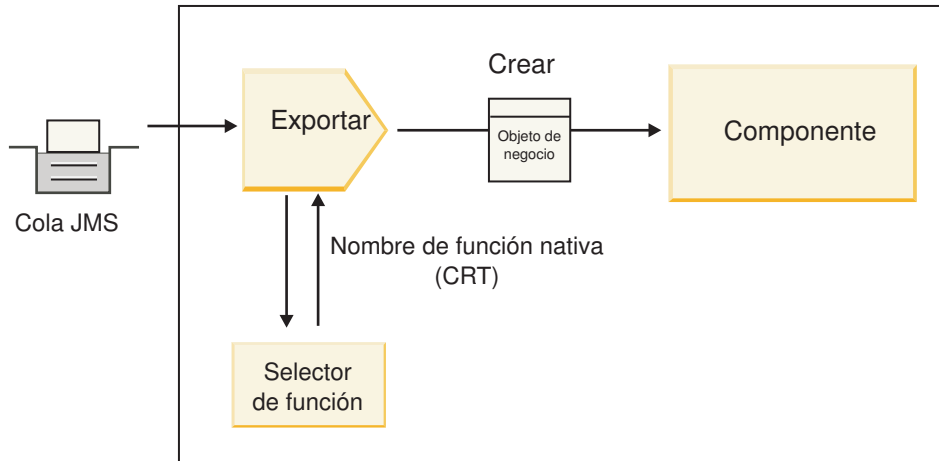 Crear
Exportar
Objeto de
negocio
Componente
Cola JMS
Nombre de función nativa
(CRT)
Selector
de función